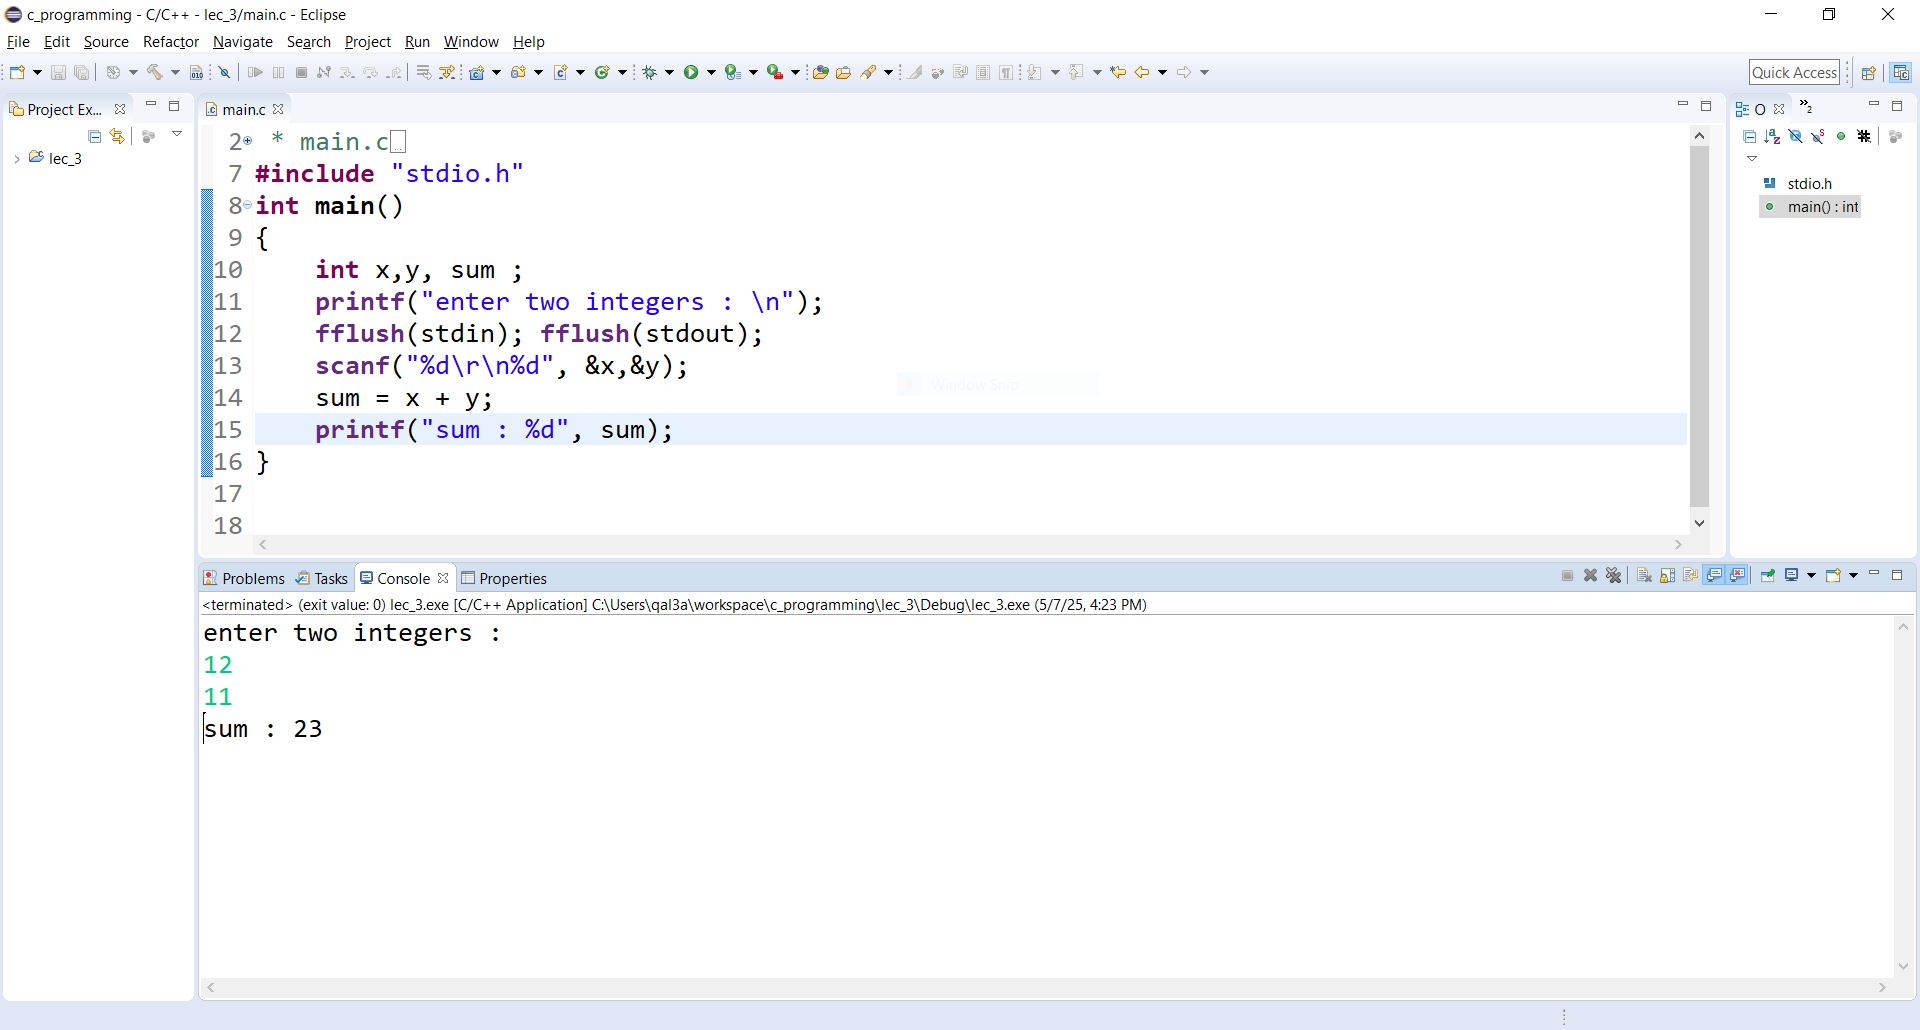 c_programming - C/C++ - lec_3/main.c - Eclipse
File Edit Source Refactor Navigate Search Project Run Window Help
Quick Access
Project Ex...
lec_3
main.c
2 * main.c
7 #include "stdio.h"
8 int main()
9 {
10 int x,y, sum ;
11 printf("enter two integers : \n");
12 fflush(stdin); fflush(stdout);
13 scanf("%d\r\n%d", &x,&y);
14 sum = x + y;
15 printf("sum : %d", sum);
16 }
17
18
Window Snip
O
»2
stdio.h
main() : int
Problems Tasks Console Properties
<terminated> (exit value: 0) lec_3.exe [C/C++ Application] C:\Users\qal3a\workspace\c_programming\lec_3\Debug\lec_3.exe (5/7/25, 4:23 PM)
enter two integers :
12
11
sum : 23